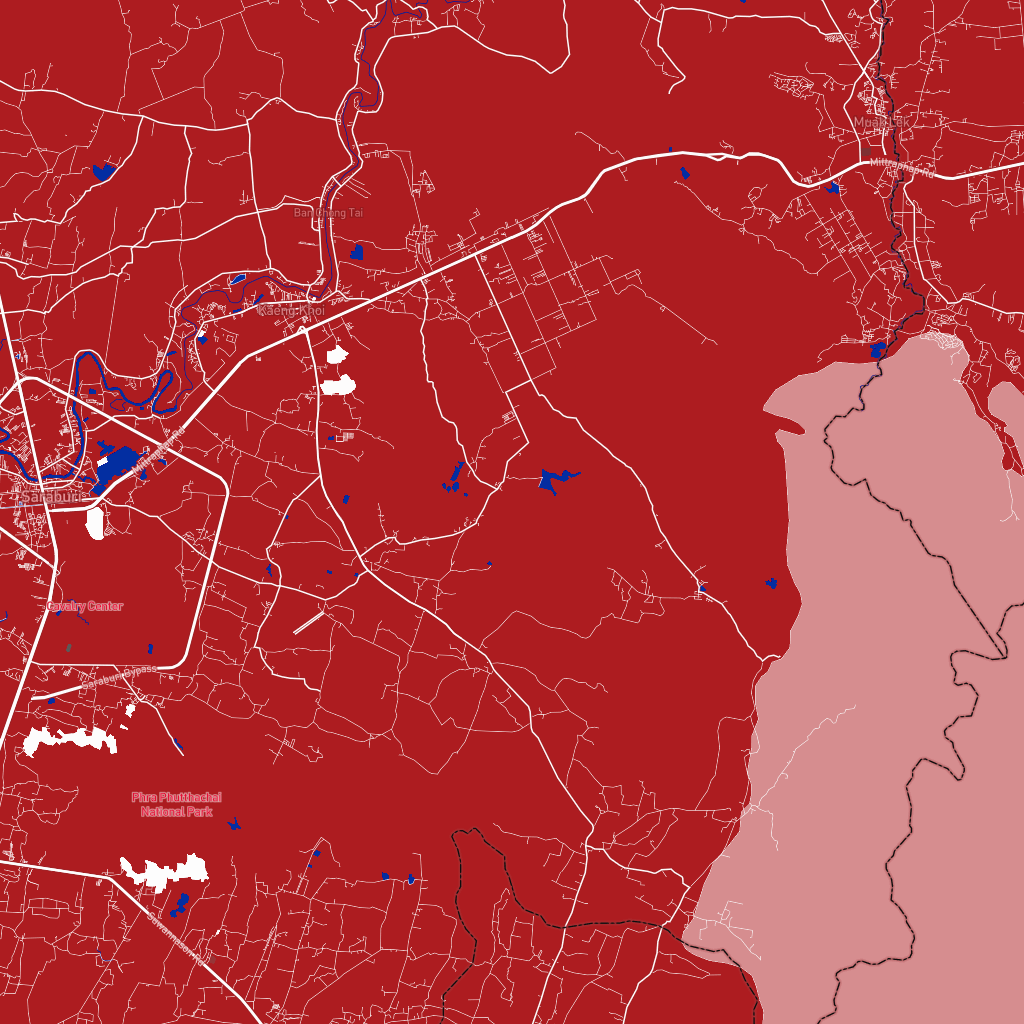 Muak Lek
Mittraphap Rd
Ban Chong Tai
Kaeng Khoi
Mittraphap Rd
Saraburi
Cavalry Center
Saraburi Bypass
Phra Phutthachai
National Park
Suwannason Rd